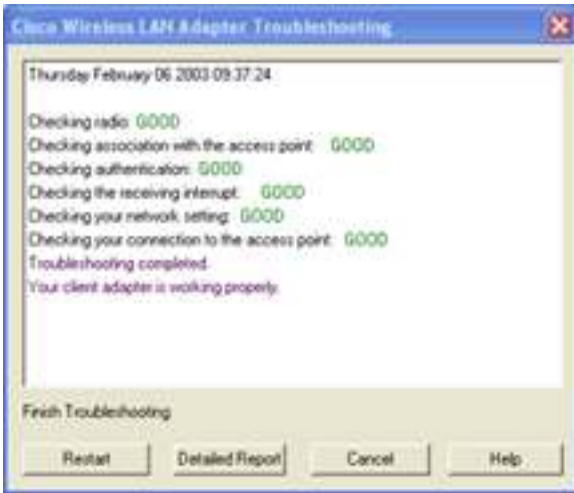 Cisco Wireless LAN Adapter Troubleshooting
Thursday February 06 2003 09:37:24
Checking radio: GOOD
Checking association with the access point: GOOD
Checking authentication: GOOD
Checking the receiving interrupt: GOOD
Checking your network setting: GOOD
Checking your connection to the access point: GOOD
Troubleshooting completed.
Your client adapter is working properly.
Finish Troubleshooting
Restart Detailed Report Cancel Help